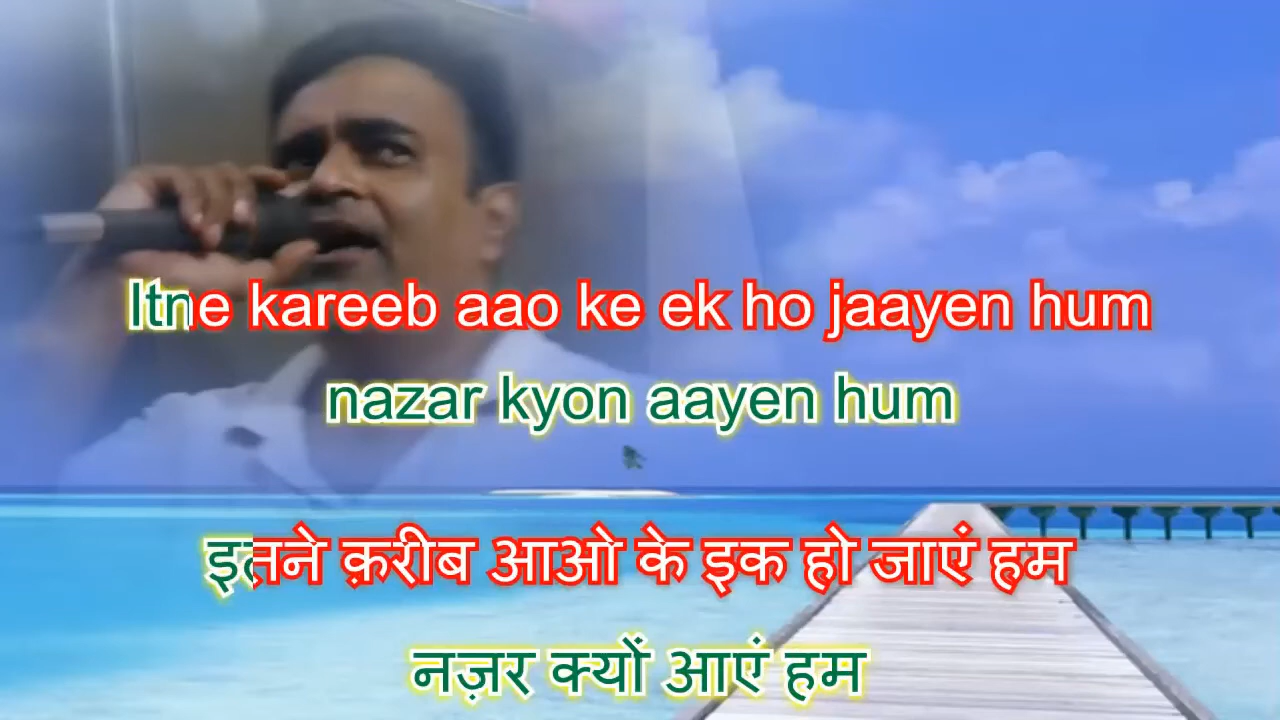 Itne kareeb aao ke ek ho jaayen hum
nazar kyon aayen hum
इतने क़रीब आओ के इक हो जाएं हम
नज़र क्यों आएं हम